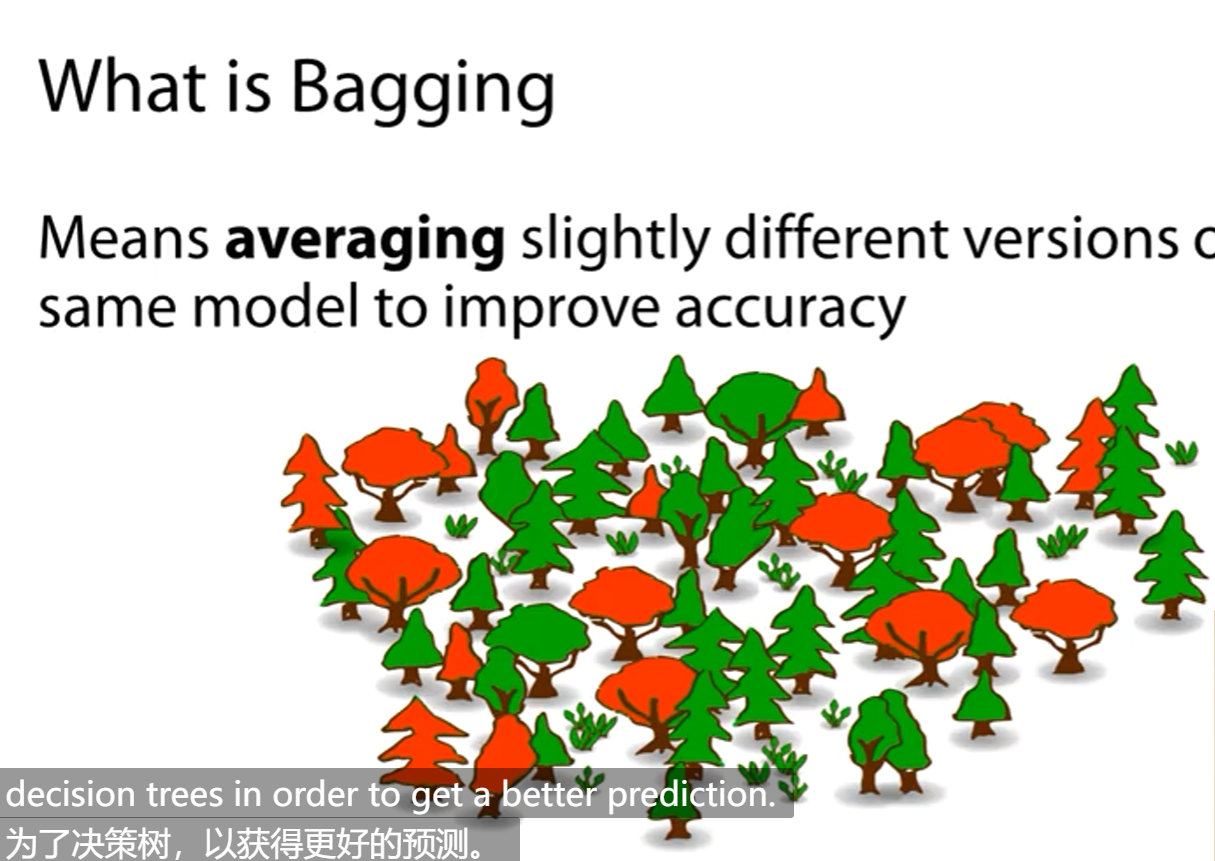 What is Bagging
Means averaging slightly different versions
same model to improve accuracy
decision trees in order to get a better prediction.
为了决策树，以获得更好的预测。